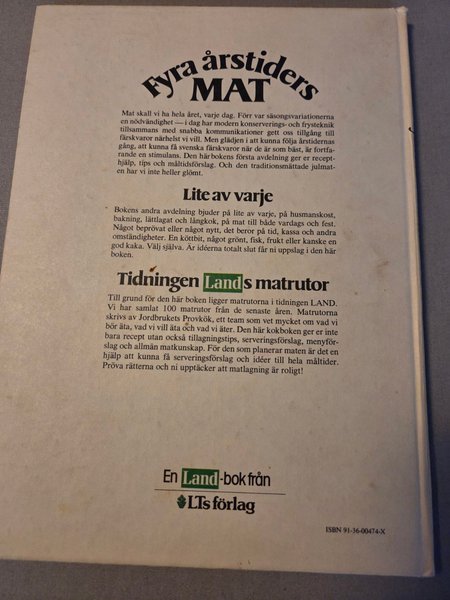 Fyra årstiders
MAT
Mat skall vi ha hela året, varje dag. Förr var säsongsvariationerna
en nödvändighet — i dag har modern konserverings- och frysteknik
tillsammans med snabba kommunikationer gett oss tillgång till
färskvaror närhelst vi vill. Men glädjen i att kunna följa årstidernas
gång, att kunna få svenska färskvaror när de är som bäst, är fortfa-
rande en stimulans. Den här bokens första avdelning ger er recept-
hjälp, tips och måltidsförslag. Och den traditionsmättade julmat-
en har vi inte heller glömt.
Lite av varje
Bokens andra avdelning bjuder på lite av varje, på husmanskost,
bakning, lättlagat och långkok, på mat till både vardags och fest.
Något beprövat eller något nytt, det beror på tid, kassa och andra
omständigheter. En köttbit, något grönt, fisk, frukt eller kanske en
god kaka. Välj själva. Är idéerna totalt slut får ni uppslag i den här
boken.
Tidningen Lands matrutor
Till grund för den här boken ligger matrutorna i tidningen LAND.
Vi har samlat 100 matrutor från de senaste åren. Matrutorna
skrivs av Jordbrukets Provkök, ett team som vet mycket om vad vi
bör äta, vad vi vill äta och vad vi äter. Den här kokboken ger er inte
bara recept utan också tillagningstips, serveringsförslag, menyför-
slag och allmän matkunskap. För den som planerar maten är det en
hjälp att kunna få serveringsförslag och idéer till hela måltider.
Pröva rätterna och ni upptäcker att matlagning är roligt!
En Land-bok från
LTs förlag
ISBN 91-36-00474-X